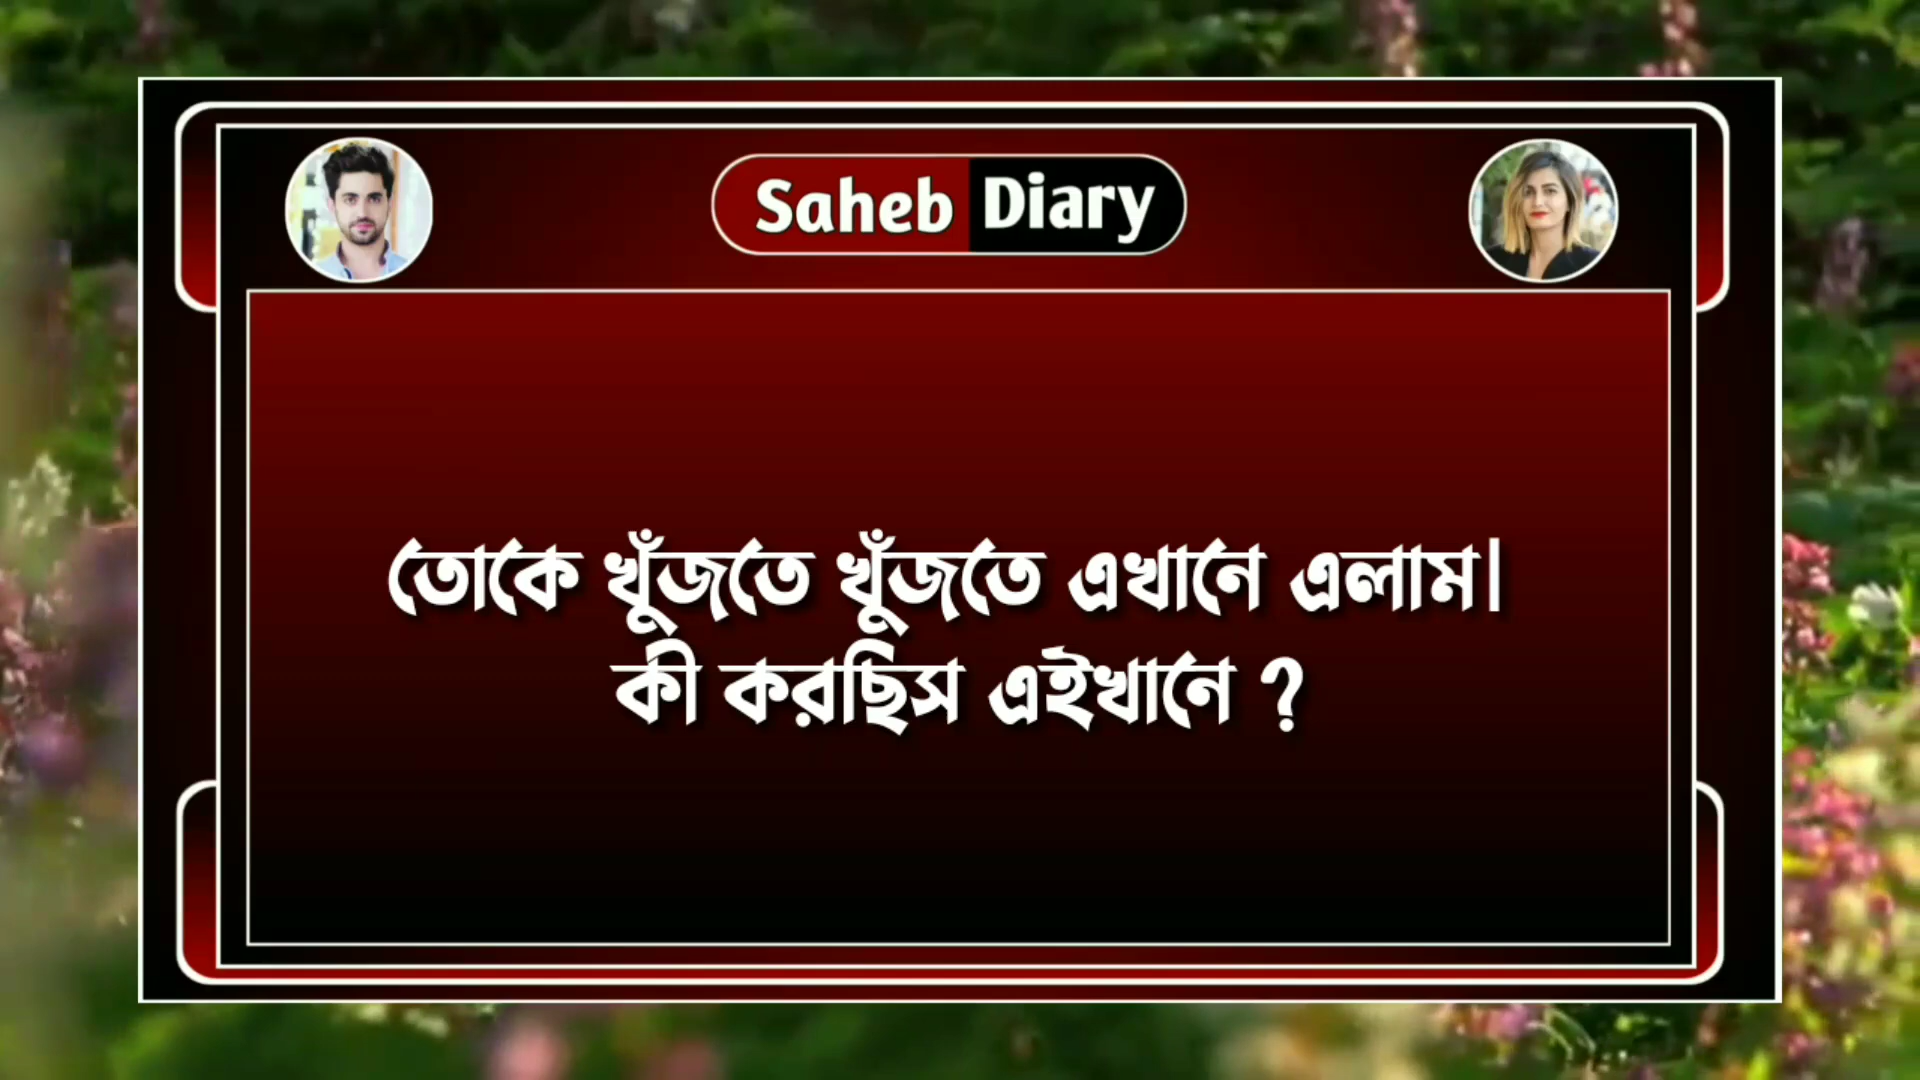 Saheb Diary
তোকে খুঁজতে খুঁজতে এখানে এলাম।
কী করছিস এইখানে ?